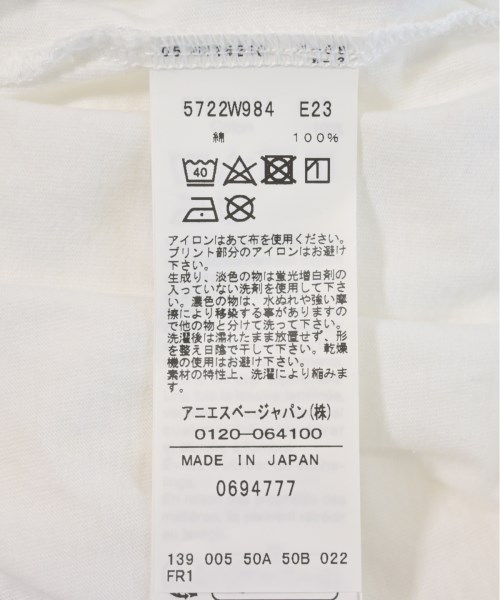 5722W984 E23
綿 100%
40
アイロンはあて布を使用ください。
プリント部分のアイロンはお避け
下さい。
生成り、淡色の物は蛍光増白剤の
入っていない洗剤を使用して下さ
い。濃色の物は、水ぬれや強い摩
擦により移染する事がありますの
で他の物と分けて洗って下さい。
洗濯後は濡れたまま放置せず、形
を整え日陰で干して下さい。乾燥
機の使用はお避け下さい。
素材の特性上、洗濯により縮みま
す。
アニエスベージャパン(株)
0120-064100
MADE IN JAPAN
0694777
139 005 50A 50B 022
FR1